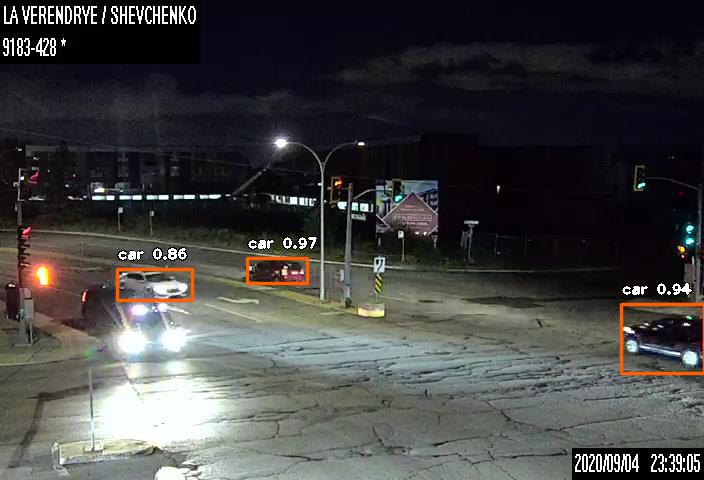 LA VERENDRYE / SHEVCHENKO
9183-428 *
car 0.86
car 0.97
car 0.94
2020/09/04 23:39:05